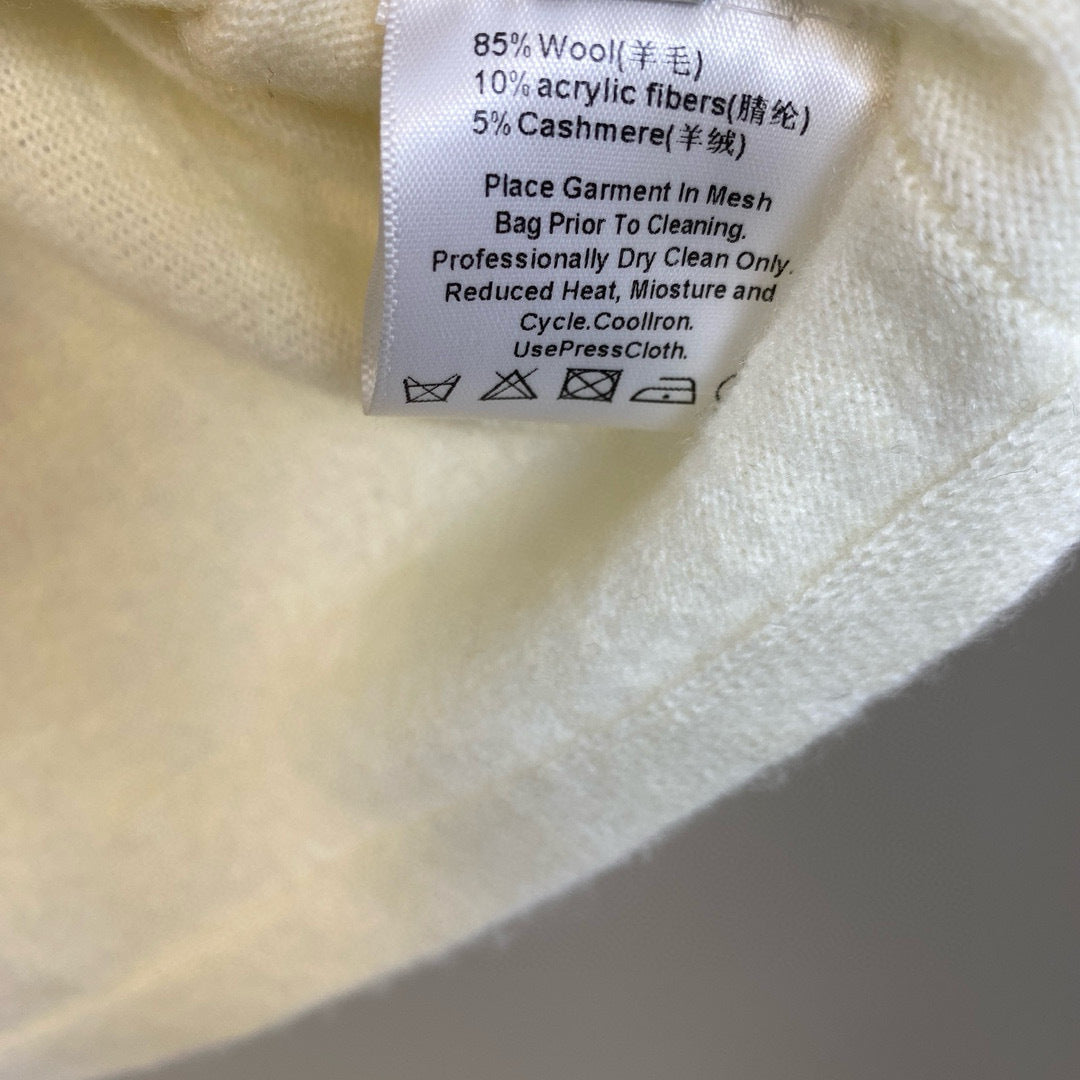 85% Wool(羊毛)
10% acrylic fibers(腈纶)
5% Cashmere(羊绒)
Place Garment In Mesh
Bag Prior To Cleaning.
Professionally Dry Clean Only.
Reduced Heat, Miosture and
Cycle.CoolIron.
UsePressCloth.